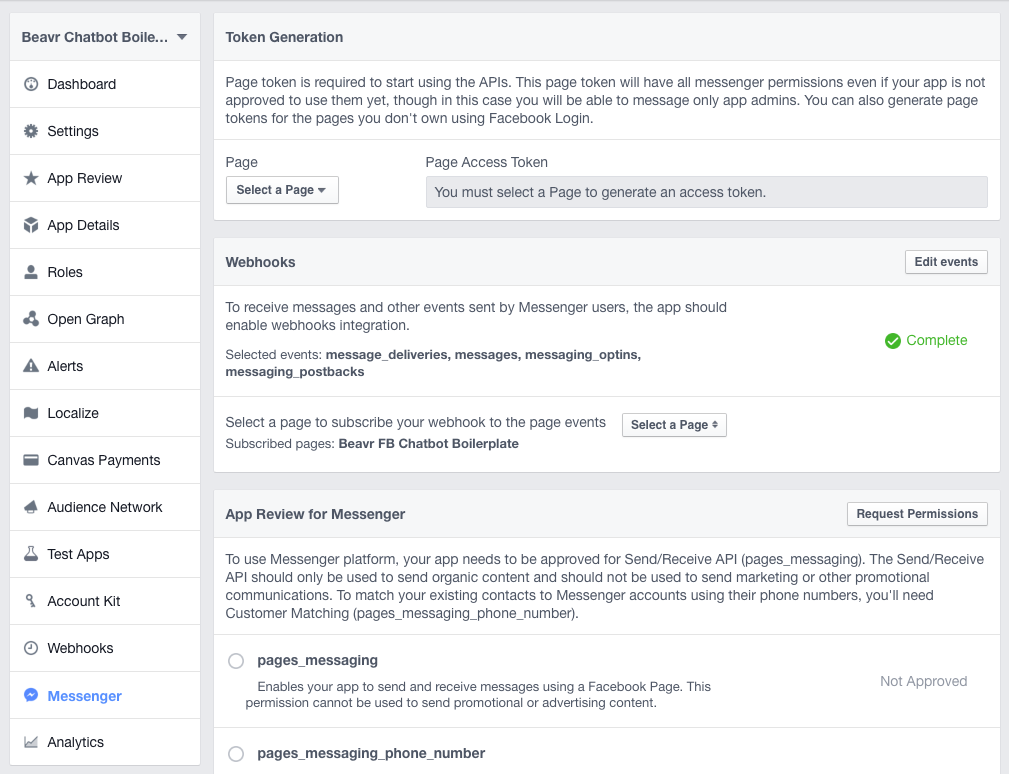 Beavr Chatbot Boile...
Dashboard
Settings
App Review
App Details
Roles
Open Graph
Alerts
Localize
Canvas Payments
Audience Network
Test Apps
Account Kit
Webhooks
Messenger
Analytics
Token Generation
Page token is required to start using the APIs. This page token will have all messenger permissions even if your app is not
approved to use them yet, though in this case you will be able to message only app admins. You can also generate page
tokens for the pages you don't own using Facebook Login.
Page
Page Access Token
Select a Page
You must select a Page to generate an access token.
Webhooks
Edit events
To receive messages and other events sent by Messenger users, the app should
enable webhooks integration.
Selected events: message_deliveries, messages, messaging_optins,
messaging_postbacks
Complete
Select a page to subscribe your webhook to the page events
Select a Page
Subscribed pages: Beavr FB Chatbot Boilerplate
App Review for Messenger
Request Permissions
To use Messenger platform, your app needs to be approved for Send/Receive API (pages_messaging). The Send/Receive
API should only be used to send organic content and should not be used to send marketing or other promotional
communications. To match your existing contacts to Messenger accounts using their phone numbers, you'll need
Customer Matching (pages_messaging_phone_number).
pages_messaging
Enables your app to send and receive messages using a Facebook Page. This
permission cannot be used to send promotional or advertising content.
Not Approved
pages_messaging_phone_number